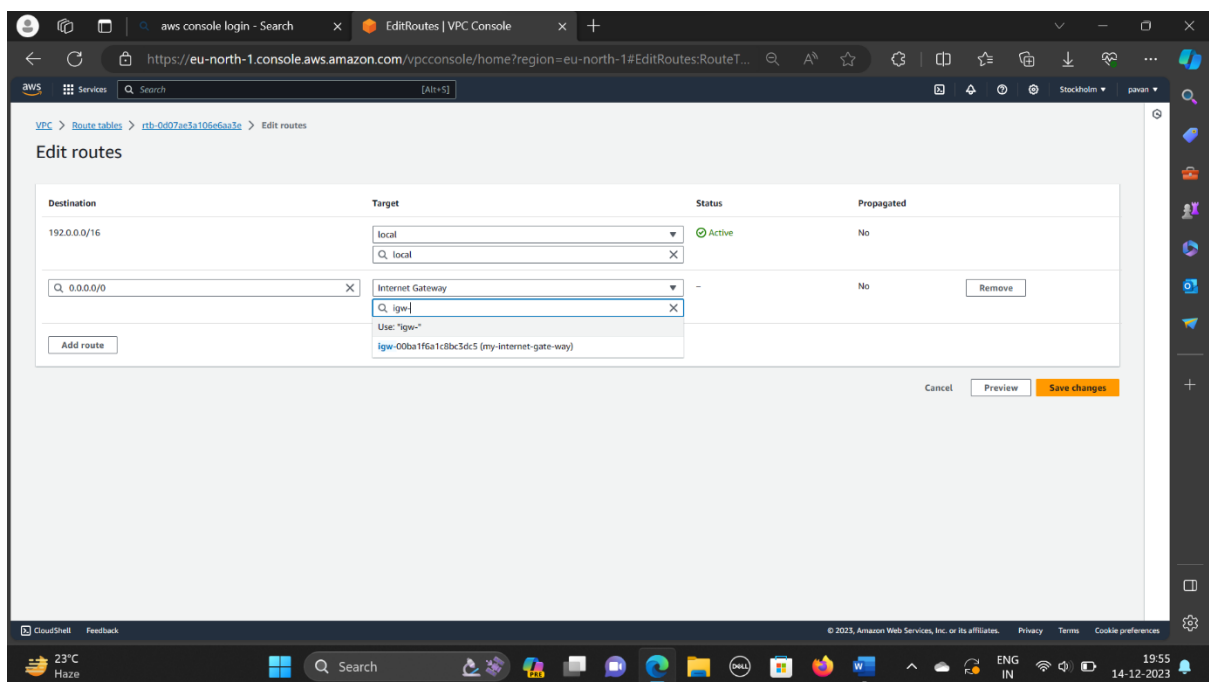 aws console login - Search
EditRoutes | VPC Console
https://eu-north-1.console.aws.amazon.com/vpcconsole/home?region=eu-north-1#EditRoutes:RouteT...
aws Services Search [Alt+S] Stockholm pavan
VPC > Route tables > rtb-0d07ae3a106e6aa3e > Edit routes
Edit routes
Destination Target Status Propagated
192.0.0.0/16 local Active No
local
0.0.0.0/0 Internet Gateway – No Remove
igw-
Use: "igw-"
igw-00ba1f6a1c8bc3dc5 (my-internet-gate-way)
Add route
Cancel Preview Save changes
CloudShell Feedback © 2023, Amazon Web Services, Inc. or its affiliates. Privacy Terms Cookie preferences
23°C
Haze
Search
PRE
DELL
ENG
IN
19:55
14-12-2023